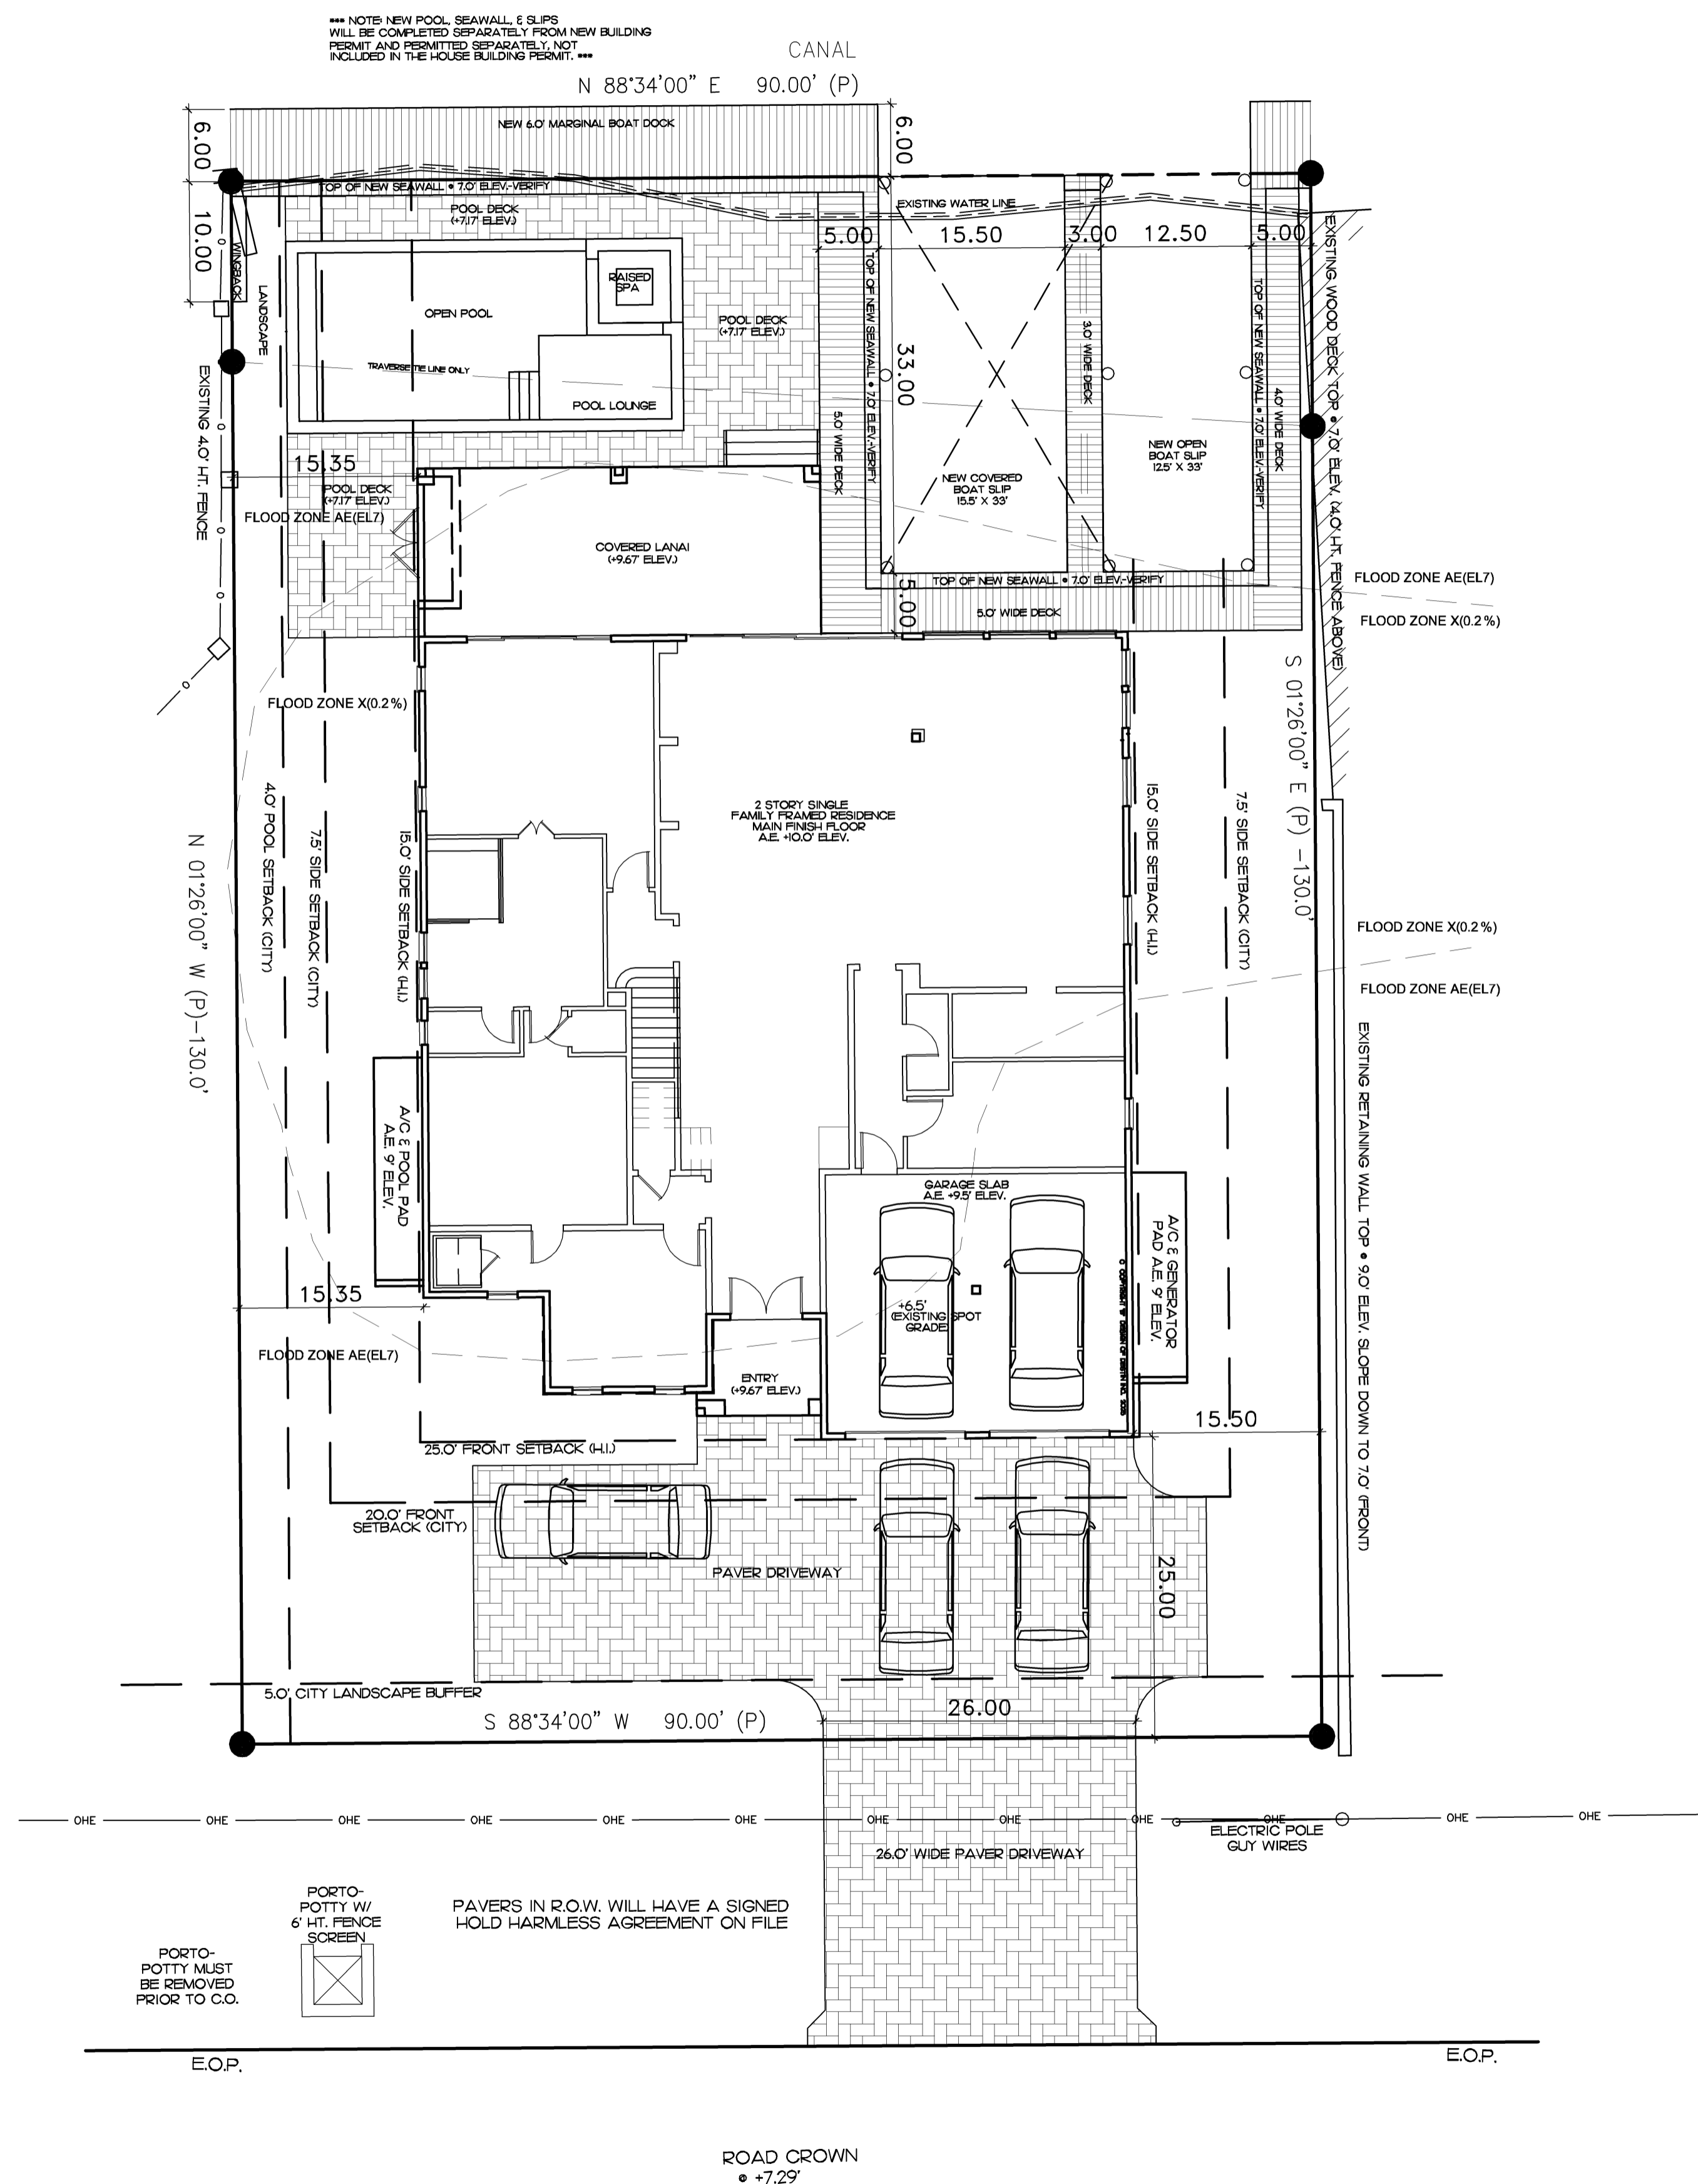 *** NOTE: NEW POOL, SEAWALL, & SLIPS
WILL BE COMPLETED SEPARATELY FROM NEW BUILDING
PERMIT AND PERMITTED SEPARATELY, NOT
INCLUDED IN THE HOUSE BUILDING PERMIT. ***
CANAL
N 88°34'00" E 90.00' (P)
6.00
NEW 6.0' MARGINAL BOAT DOCK
6.00
TOP OF NEW SEAWALL @ 7.0' ELEV.-VERIFY
POOL DECK
(+7.17' ELEV.)
EXISTING WATER LINE
10.00
WINGBACK
LANDSCAPE
5.00
15.50
3.00
12.50
5.00
OPEN POOL
RAISED
SPA
POOL DECK
(+7.17' ELEV.)
TRAVERSE TIE LINE ONLY
POOL LOUNGE
TOP OF NEW SEAWALL @ 7.0' ELEV.-VERIFY
33.00
3.0' WIDE DECK
TOP OF NEW SEAWALL @ 7.0' ELEV.-VERIFY
4.0' WIDE DECK
5.0' WIDE DECK
EXISTING WOOD DECK TOP @ 7.0' ELEV. (4.0' HT. FENCE ABOVE)
EXISTING 4.0' HT. FENCE
15.35
POOL DECK
(+7.17' ELEV.)
FLOOD ZONE AE(EL7)
NEW COVERED
BOAT SLIP
15.5' X 33'
NEW OPEN
BOAT SLIP
12.5' X 33'
COVERED LANAI
(+9.67' ELEV.)
TOP OF NEW SEAWALL @ 7.0' ELEV.-VERIFY
5.00
5.0' WIDE DECK
FLOOD ZONE AE(EL7)
FLOOD ZONE X(0.2%)
FLOOD ZONE X(0.2%)
S 01°26'00" E (P) -130.0'
N 01°26'00" W (P)-130.0'
4.0' POOL SETBACK (CITY)
7.5' SIDE SETBACK (CITY)
15.0' SIDE SETBACK (H.I.)
2 STORY SINGLE
FAMILY FRAMED RESIDENCE
MAIN FINISH FLOOR
A.E. +10.0' ELEV.
15.0' SIDE SETBACK (H.I.)
7.5' SIDE SETBACK (CITY)
FLOOD ZONE X(0.2%)
FLOOD ZONE AE(EL7)
A/C & POOL PAD
A.E. 9' ELEV.
GARAGE SLAB
A.E. +9.5' ELEV.
A/C & GENERATOR
PAD A.E. 9' ELEV.
EXISTING RETAINING WALL TOP @ 9.0' ELEV. SLOPE DOWN TO 7.0' (FRONT)
15.35
+6.5'
(EXISTING SPOT
GRADE)
FLOOD ZONE AE(EL7)
ENTRY
(+9.67' ELEV.)
15.50
25.0' FRONT SETBACK (H.I.)
20.0' FRONT
SETBACK (CITY)
PAVER DRIVEWAY
25.00
5.0' CITY LANDSCAPE BUFFER
26.00
S 88°34'00" W 90.00' (P)
OHE OHE OHE OHE OHE OHE OHE OHE OHE OHE OHE OHE
ELECTRIC POLE
GUY WIRES
26.0' WIDE PAVER DRIVEWAY
PORTO-
POTTY W/
6' HT. FENCE
SCREEN
PAVERS IN R.O.W. WILL HAVE A SIGNED
HOLD HARMLESS AGREEMENT ON FILE
PORTO-
POTTY MUST
BE REMOVED
PRIOR TO C.O.
E.O.P.
E.O.P.
ROAD CROWN
@ +7.29'